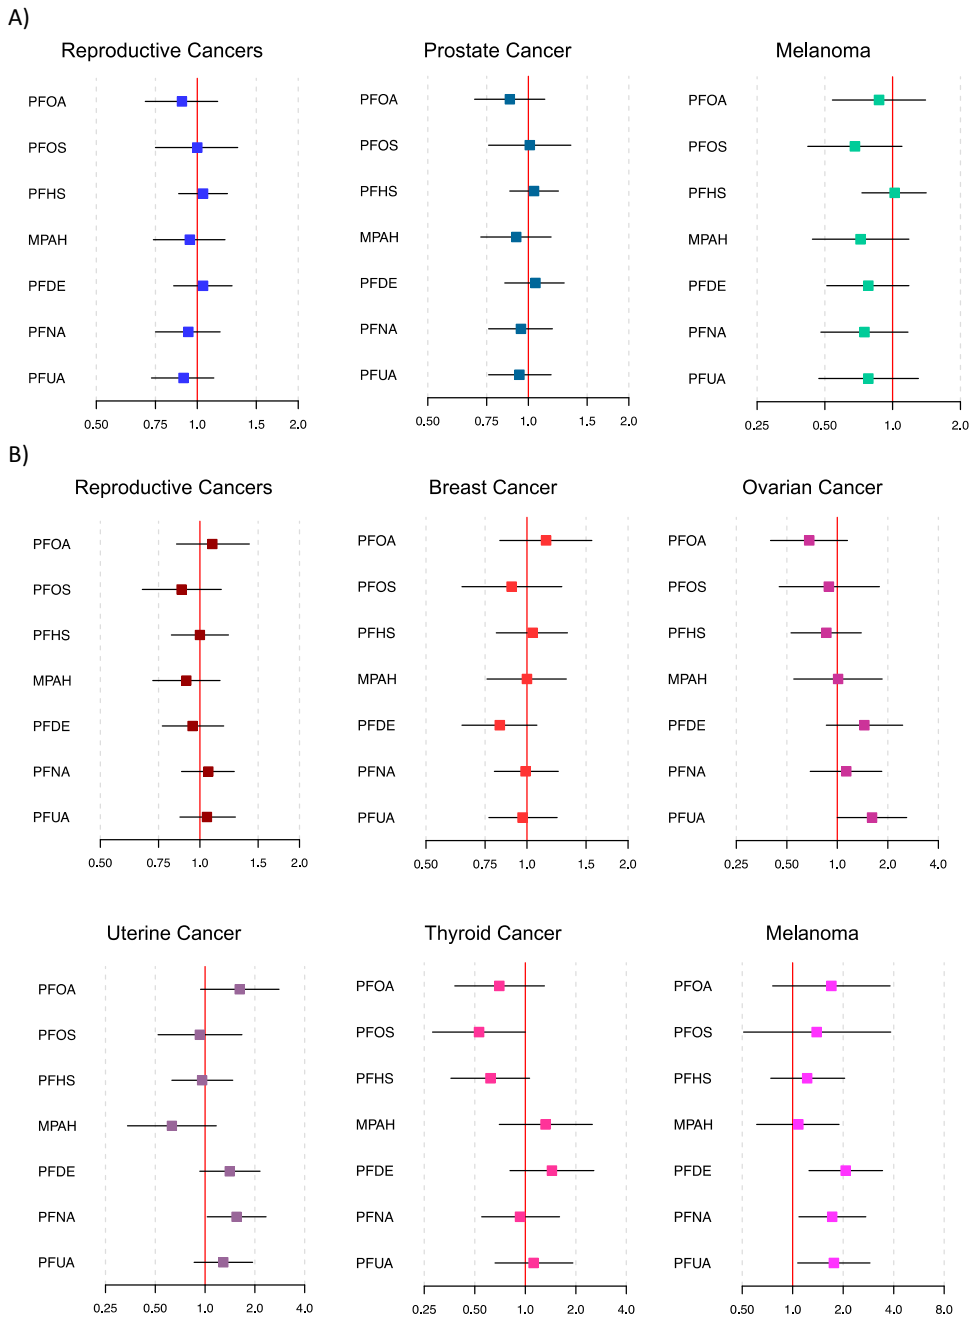 A)
Reproductive Cancers
PFOA
PFOS
PFHS
MPAH
PFDE
PFNA
PFUA
0.50 0.75 1.0 1.5 2.0
Prostate Cancer
PFOA
PFOS
PFHS
MPAH
PFDE
PFNA
PFUA
0.50 0.75 1.0 1.5 2.0
Melanoma
PFOA
PFOS
PFHS
MPAH
PFDE
PFNA
PFUA
0.25 0.50 1.0 2.0
B)
Reproductive Cancers
PFOA
PFOS
PFHS
MPAH
PFDE
PFNA
PFUA
0.50 0.75 1.0 1.5 2.0
Breast Cancer
PFOA
PFOS
PFHS
MPAH
PFDE
PFNA
PFUA
0.50 0.75 1.0 1.5 2.0
Ovarian Cancer
PFOA
PFOS
PFHS
MPAH
PFDE
PFNA
PFUA
0.25 0.50 1.0 2.0 4.0
Uterine Cancer
PFOA
PFOS
PFHS
MPAH
PFDE
PFNA
PFUA
0.25 0.50 1.0 2.0 4.0
Thyroid Cancer
PFOA
PFOS
PFHS
MPAH
PFDE
PFNA
PFUA
0.25 0.50 1.0 2.0 4.0
Melanoma
PFOA
PFOS
PFHS
MPAH
PFDE
PFNA
PFUA
0.50 1.0 2.0 4.0 8.0